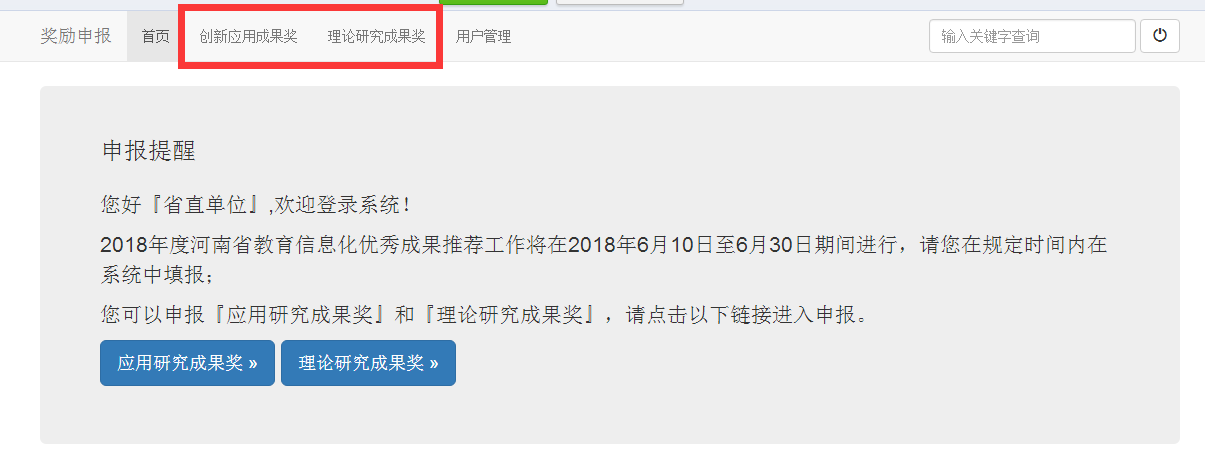 奖励申报 首页 创新应用成果奖 理论研究成果奖 用户管理 输入关键字查询
申报提醒
您好『省直单位』,欢迎登录系统!
2018年度河南省教育信息化优秀成果推荐工作将在2018年6月10日至6月30日期间进行，请您在规定时间内在
系统中填报；
您可以申报『应用研究成果奖』和『理论研究成果奖』，请点击以下链接进入申报。
应用研究成果奖 » 理论研究成果奖 »